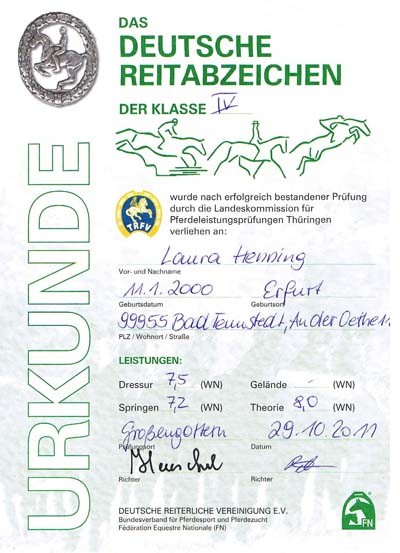 DAS
DEUTSCHE
REITABZEICHEN
DER KLASSE IV
URKUNDE
wurde nach erfolgreich bestandener Prüfung
durch die Landeskommission für
Pferdeleistungsprüfungen Thüringen
verliehen an:
TRFV
Laura Henning
Vor- und Nachname
11.1.2000 Erfurt
Geburtsdatum Geburtsort
99955 Bad Tennstedt, An der
PLZ / Wohnort / Straße
LEISTUNGEN:
Dressur 7,5 (WN) Gelände - (WN)
Springen 7,2 (WN) Theorie 8,0 (WN)
Großengottern 29.10.2011
Prüfungsort Datum
Richter Richter
DEUTSCHE REITERLICHE VEREINIGUNG E.V.
Bundesverband für Pferdesport und Pferdezucht
Fédération Equestre Nationale (FN)
FN